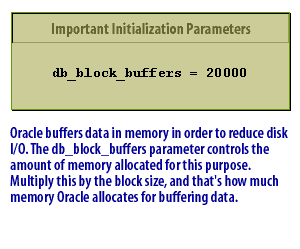 Important Initialization Parameters
db_block_buffers = 20000
Oracle buffers data in memory in order to reduce disk
I/O. The db_block_buffers parameter controls the
amount of memory allocated for this purpose.
Multiply this by the block size, and that's how much
memory Oracle allocates for buffering data.